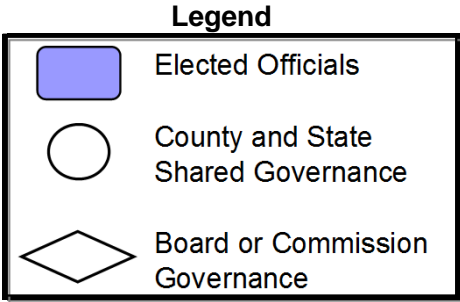 Legend
Elected Officials
County and State
Shared Governance
Board or Commission
Governance